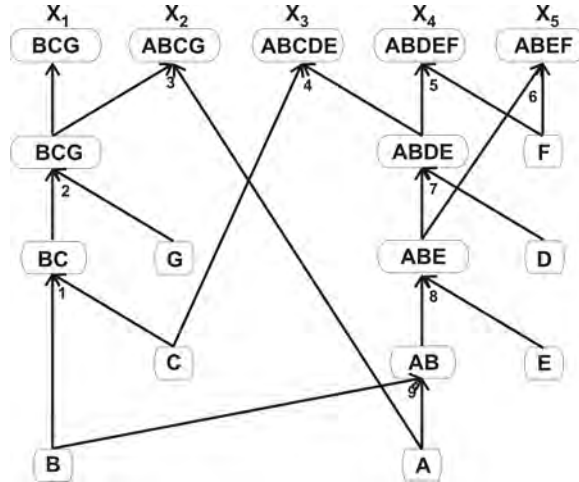 X1 X2 X3 X4 X5
BCG ABCG ABCDE ABDEF ABEF
3 4 5 6
BCG ABDE F
2 7
BC G ABE D
1 8
C AB E
9
B A